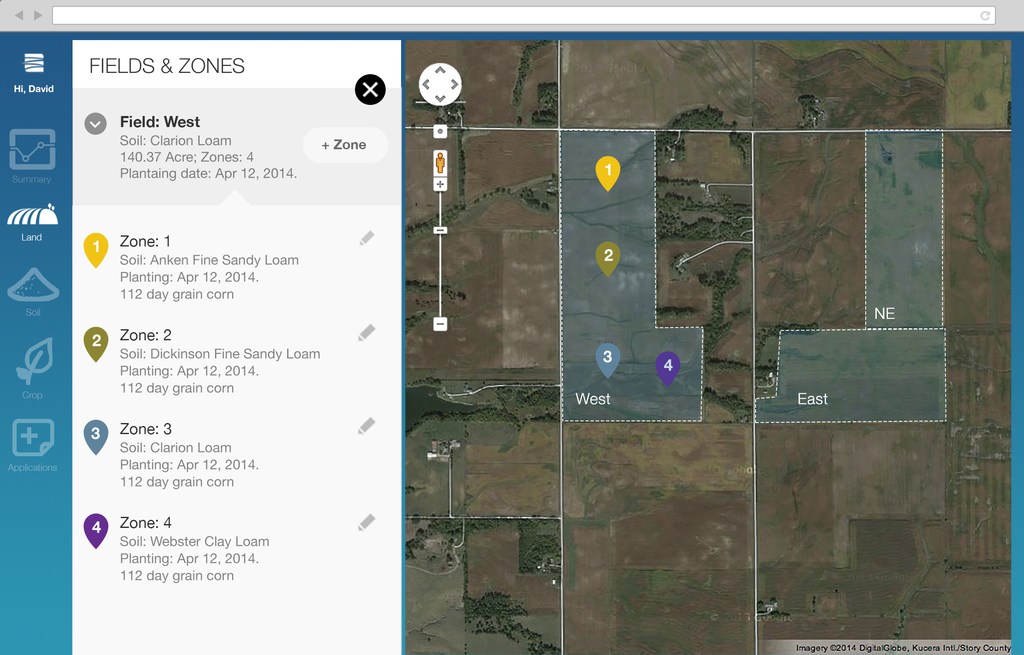 FIELDS & ZONES
Hi, David
Field: West
Soil: Clarion Loam
140.37 Acre; Zones: 4
Plantaing date: Apr 12, 2014.
+ Zone
Summary
Land
Soil
Crop
Applications
1
Zone: 1
Soil: Anken Fine Sandy Loam
Planting: Apr 12, 2014.
112 day grain corn
2
Zone: 2
Soil: Dickinson Fine Sandy Loam
Planting: Apr 12, 2014.
112 day grain corn
3
Zone: 3
Soil: Clarion Loam
Planting: Apr 12, 2014.
112 day grain corn
4
Zone: 4
Soil: Webster Clay Loam
Planting: Apr 12, 2014.
112 day grain corn
1
2
3
4
West
NE
East
Imagery ©2014 DigitalGlobe, Kucera Intl./Story County